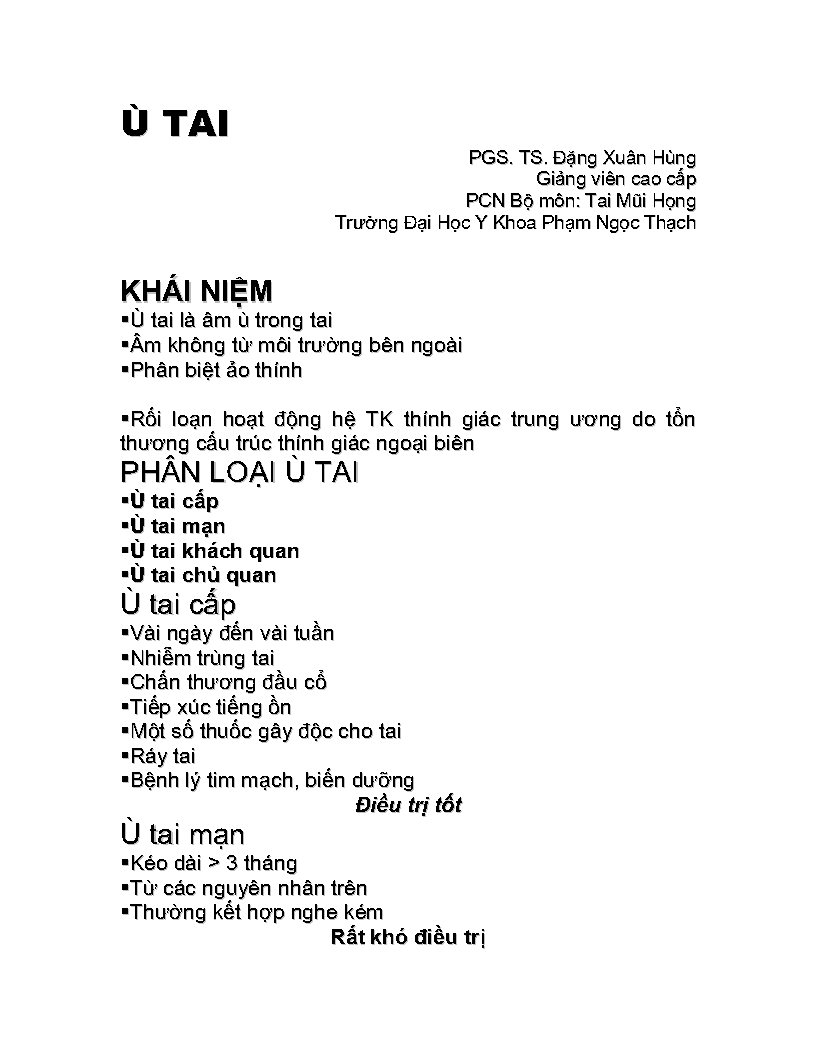 Ù TAI
PGS. TS. Đặng Xuân Hùng
Giảng viên cao cấp
PCN Bộ môn: Tai Mũi Họng
Trường Đại Học Y Khoa Phạm Ngọc Thạch
KHÁI NIỆM
▪Ù tai là âm ù trong tai
▪Âm không từ môi trường bên ngoài
▪Phân biệt ảo thính
▪Rối loạn hoạt động hệ TK thính giác trung ương do tổn
thương cấu trúc thính giác ngoại biên
PHÂN LOẠI Ù TAI
▪Ù tai cấp
▪Ù tai mạn
▪Ù tai khách quan
▪Ù tai chủ quan
Ù tai cấp
▪Vài ngày đến vài tuần
▪Nhiễm trùng tai
▪Chấn thương đầu cổ
▪Tiếp xúc tiếng ồn
▪Một số thuốc gây độc cho tai
▪Ráy tai
▪Bệnh lý tim mạch, biến dưỡng
Điều trị tốt
Ù tai mạn
▪Kéo dài > 3 tháng
▪Từ các nguyên nhân trên
▪Thường kết hợp nghe kém
Rất khó điều trị